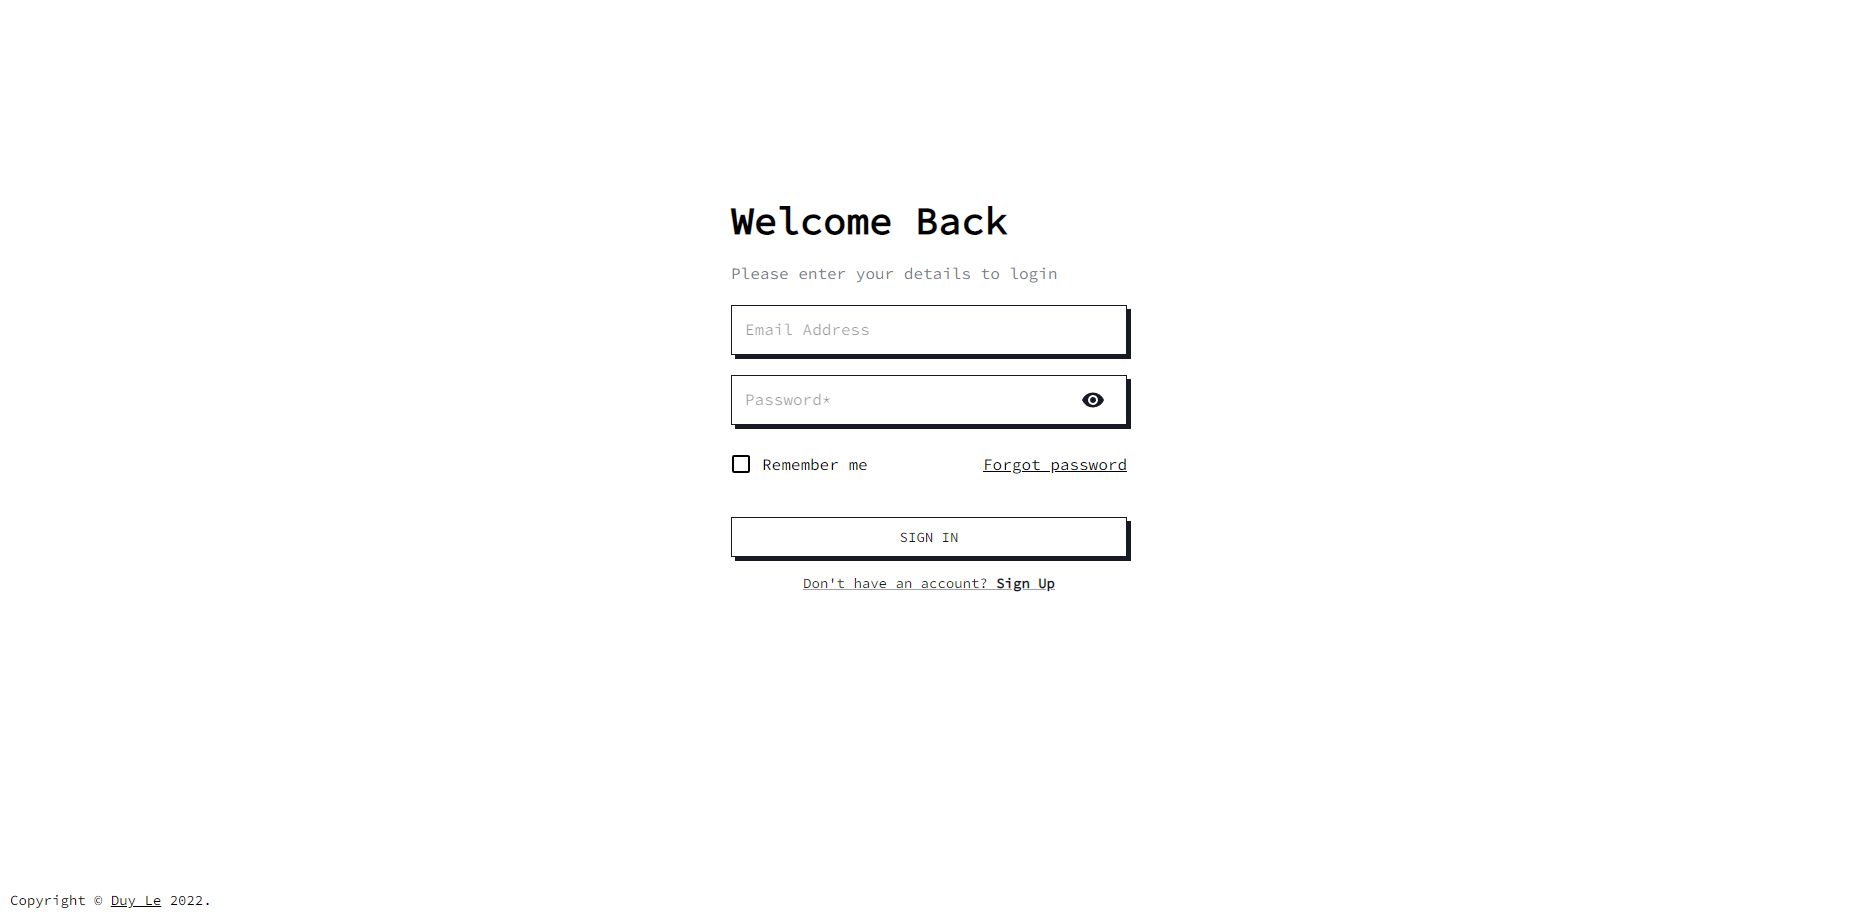 Welcome Back
Please enter your details to login
Email Address
Password*
Remember me
Forgot password
SIGN IN
Don't have an account? Sign Up
Copyright © Duy Le 2022.